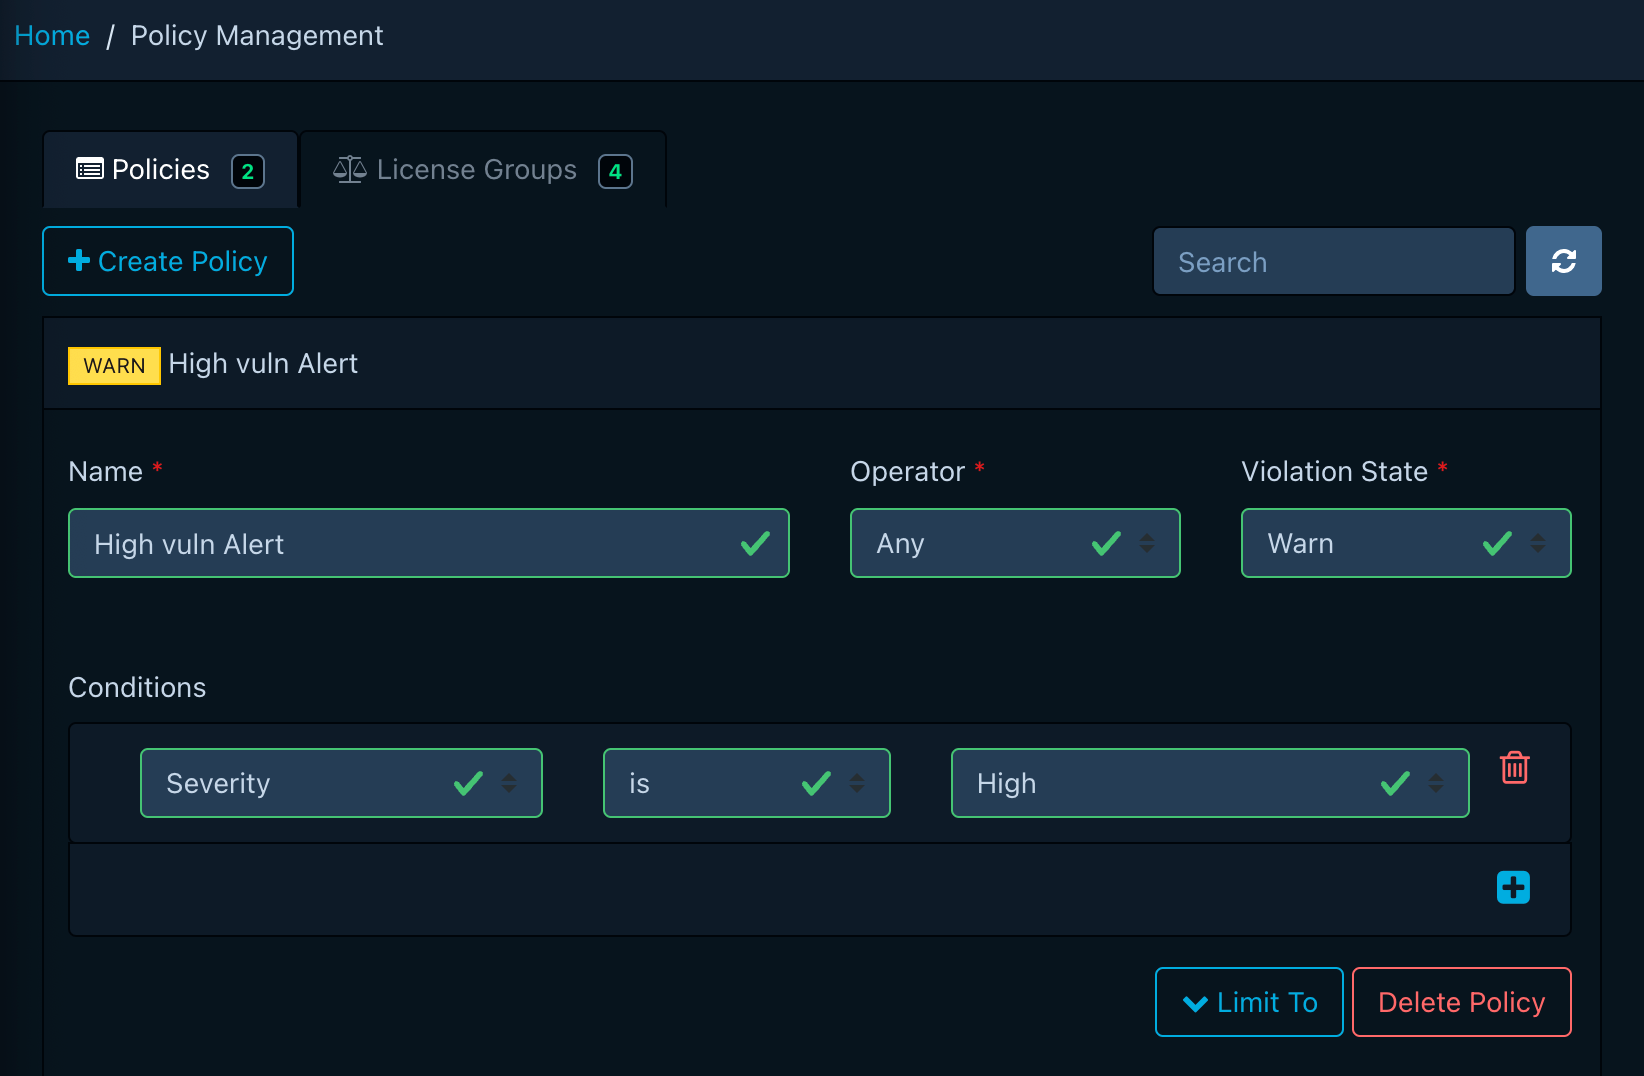 Home / Policy Management
Policies 2 License Groups 4
Create Policy Search
WARN High vuln Alert
Name * Operator * Violation State *
High vuln Alert Any Warn
Conditions
Severity is High
Limit To Delete Policy